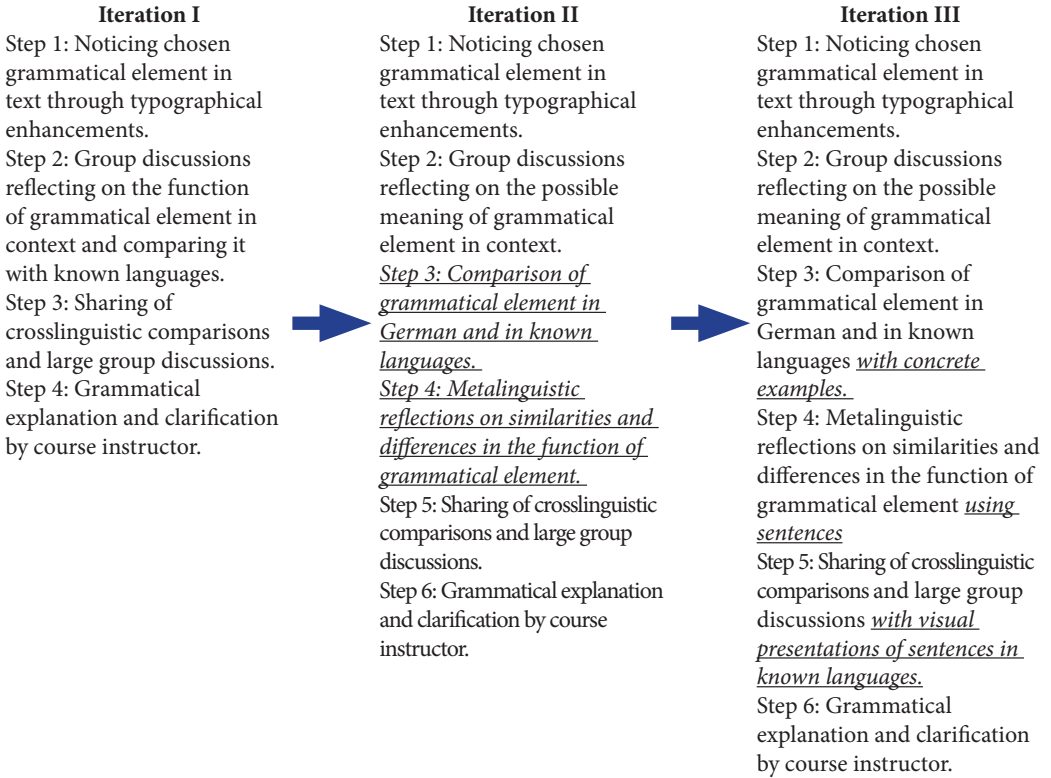 Iteration I
Step 1: Noticing chosen
grammatical element in
text through typographical
enhancements.
Step 2: Group discussions
reflecting on the function
of grammatical element in
context and comparing it
with known languages.
Step 3: Sharing of
crosslinguistic comparisons
and large group discussions.
Step 4: Grammatical
explanation and clarification
by course instructor.
Iteration II
Step 1: Noticing chosen
grammatical element in
text through typographical
enhancements.
Step 2: Group discussions
reflecting on the possible
meaning of grammatical
element in context.
Step 3: Comparison of
grammatical element in
German and in known
languages.
Step 4: Metalinguistic
reflections on similarities and
differences in the function of
grammatical element.
Step 5: Sharing of crosslinguistic
comparisons and large group
discussions.
Step 6: Grammatical explanation
and clarification by course
instructor.
Iteration III
Step 1: Noticing chosen
grammatical element in
text through typographical
enhancements.
Step 2: Group discussions
reflecting on the possible
meaning of grammatical
element in context.
Step 3: Comparison of
grammatical element in
German and in known
languages with concrete
examples.
Step 4: Metalinguistic
reflections on similarities and
differences in the function of
grammatical element using
sentences
Step 5: Sharing of crosslinguistic
comparisons and large group
discussions with visual
presentations of sentences in
known languages.
Step 6: Grammatical
explanation and clarification
by course instructor.